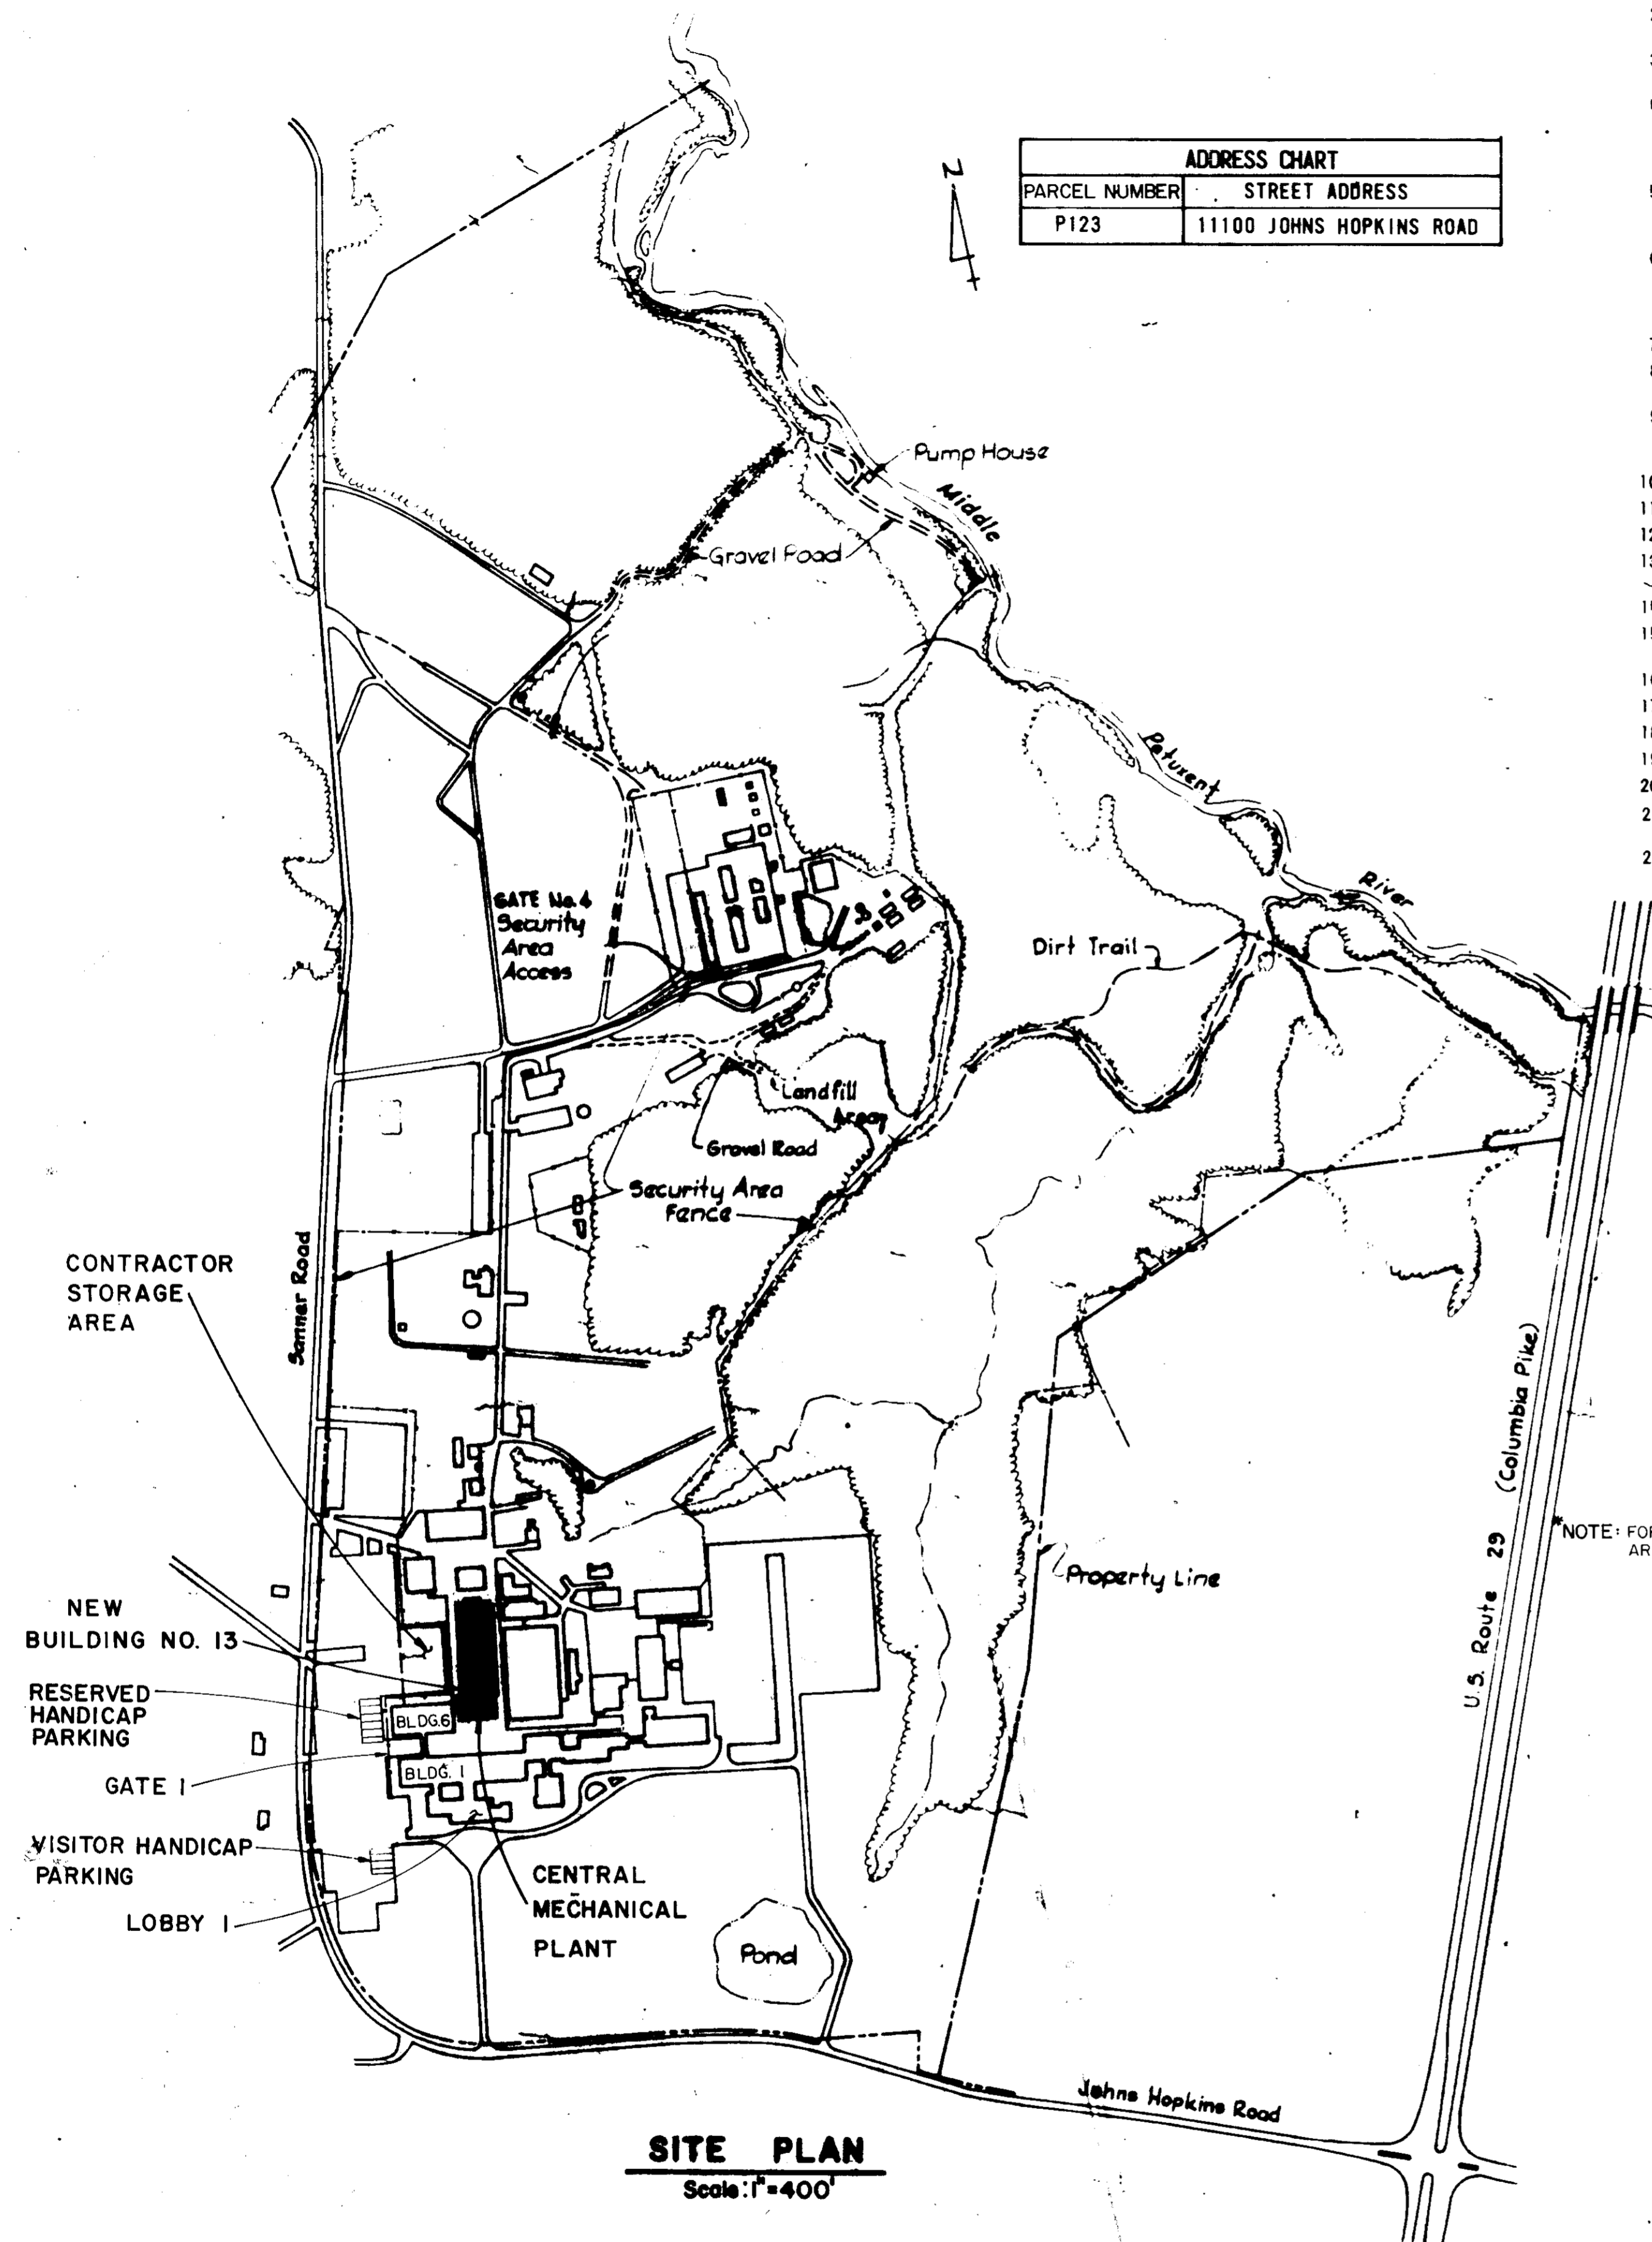 ADDRESS CHART
PARCEL NUMBER STREET ADDRESS
P123 11100 JOHNS HOPKINS ROAD
Pump House
Middle
Gravel Road
Patuxent
River
GATE No. 4
Security
Area
Access
Dirt Trail
Landfill
Area
Gravel Road
Security Area
Fence
CONTRACTOR
STORAGE
AREA
Sanner Road
U.S. Route 29 (Columbia Pike)
*NOTE:
Property Line
NEW
BUILDING NO. 13
RESERVED
HANDICAP
PARKING
BLDG.6
GATE 1
BLDG. 1
VISITOR HANDICAP
PARKING
LOBBY 1
CENTRAL
MECHANICAL
PLANT
Pond
Johns Hopkins Road
SITE PLAN
Scale: 1"=400'
N